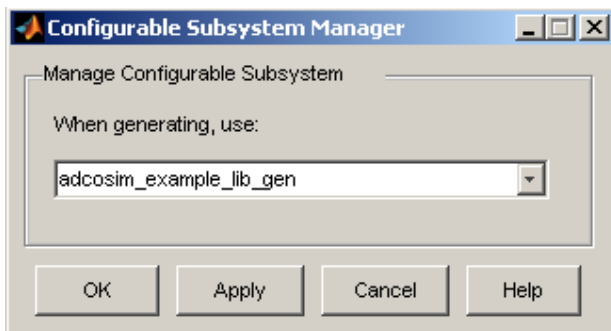 Configurable Subsystem Manager
Manage Configurable Subsystem
When generating, use:
adcosim_example_lib_gen
OK Apply Cancel Help